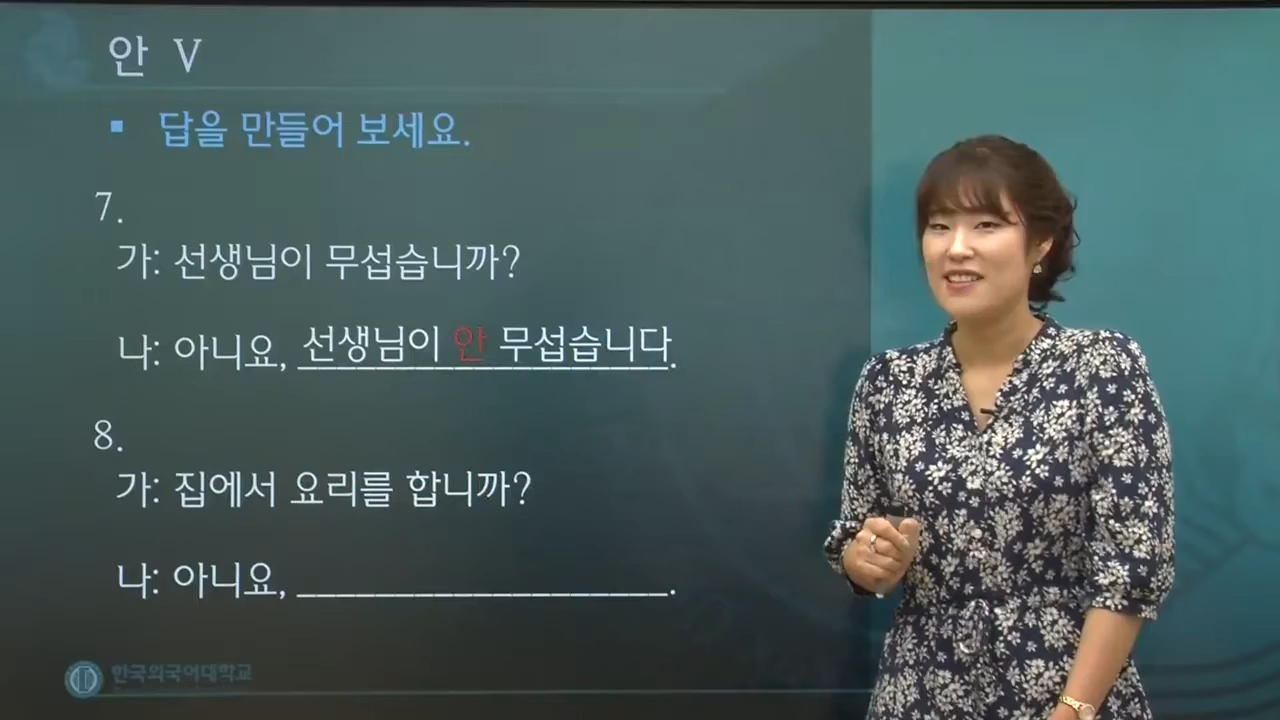 안 V
▪ 답을 만들어 보세요.
7.
가: 선생님이 무섭습니까?
나: 아니요, 선생님이 안 무섭습니다.
8.
가: 집에서 요리를 합니까?
나: 아니요, ___________________.
한국외국어대학교